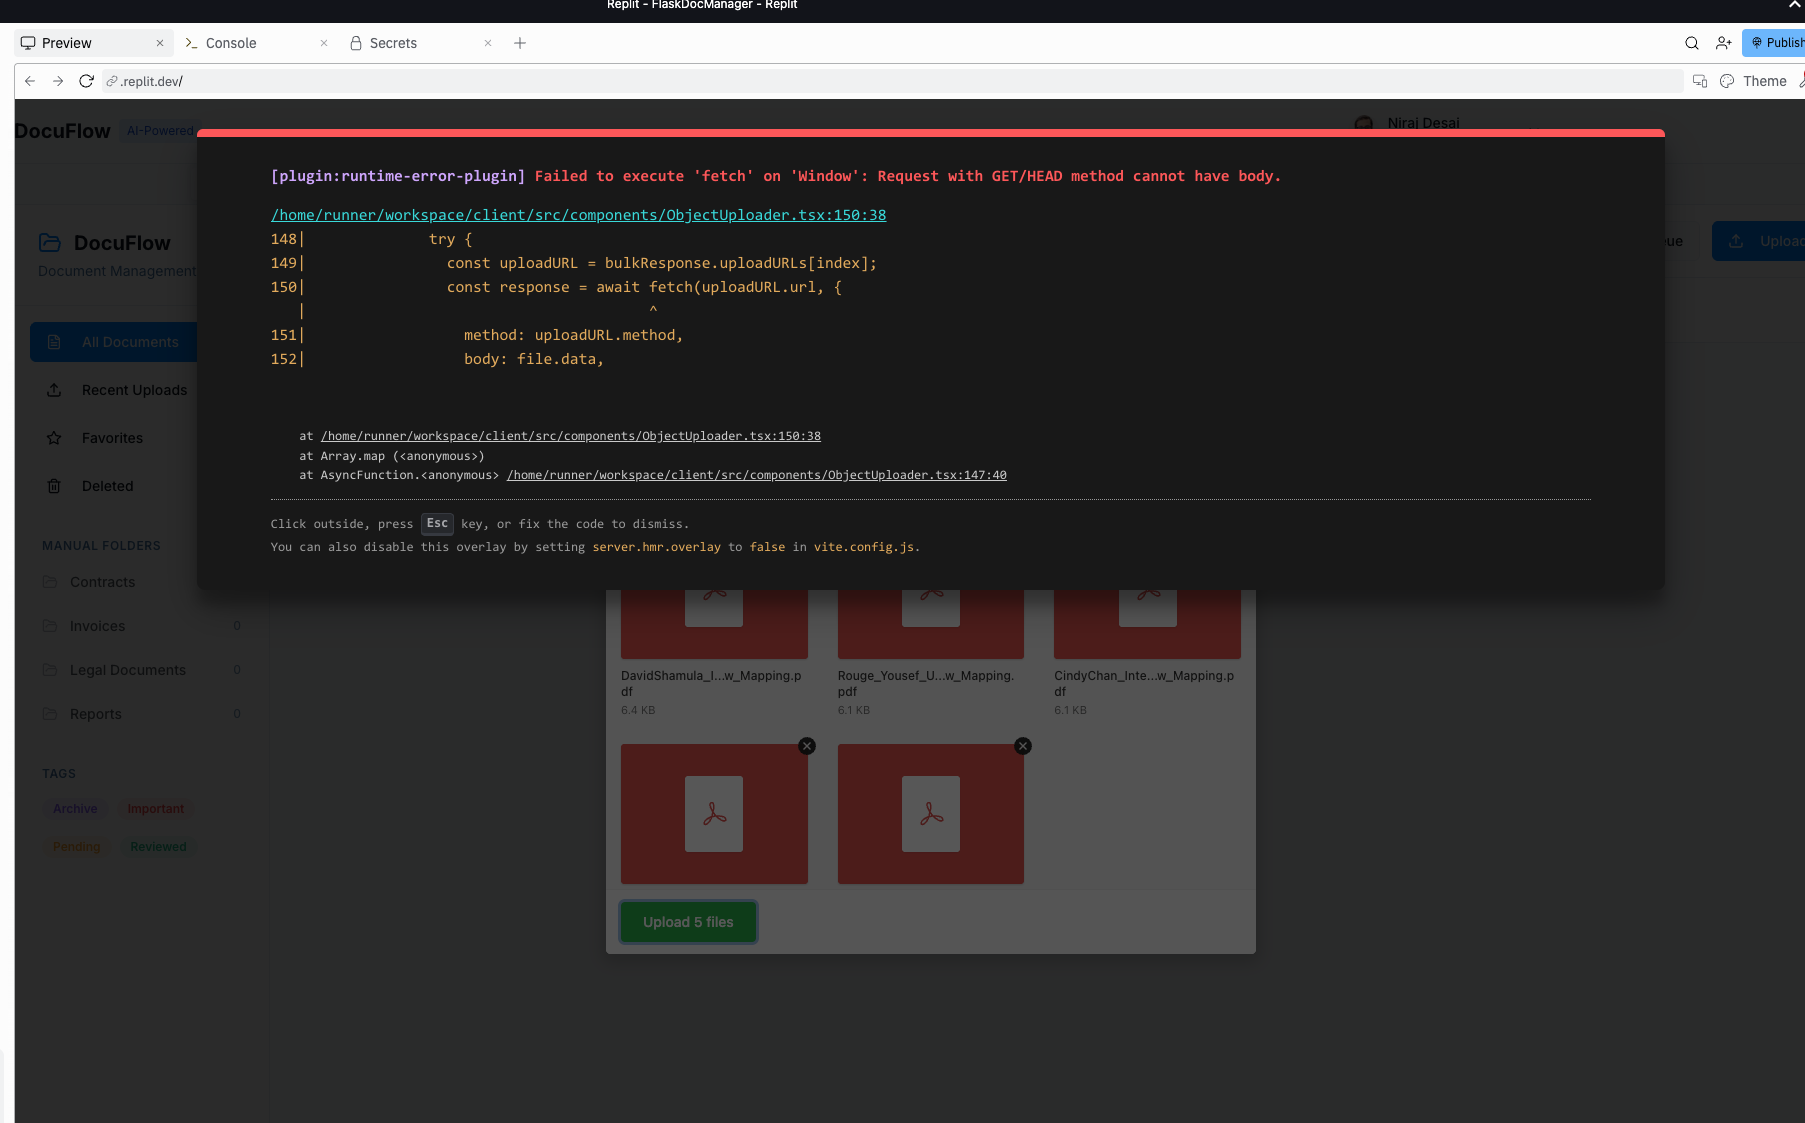 Replit - FlaskDocManager - Replit
Preview
Console
Secrets
Publish
.replit.dev/
Theme
DocuFlow
AI-Powered
Niraj Desai
[plugin:runtime-error-plugin] Failed to execute 'fetch' on 'Window': Request with GET/HEAD method cannot have body.
/home/runner/workspace/client/src/components/ObjectUploader.tsx:150:38
148| try {
149| const uploadURL = bulkResponse.uploadURLs[index];
150| const response = await fetch(uploadURL.url, {
| ^
151| method: uploadURL.method,
152| body: file.data,
at /home/runner/workspace/client/src/components/ObjectUploader.tsx:150:38
at Array.map (<anonymous>)
at AsyncFunction.<anonymous> /home/runner/workspace/client/src/components/ObjectUploader.tsx:147:40
Click outside, press Esc key, or fix the code to dismiss.
You can also disable this overlay by setting server.hmr.overlay to false in vite.config.js.
DocuFlow
Document Management
ue
Upload
All Documents
Recent Uploads
Favorites
Deleted
MANUAL FOLDERS
Contracts
Invoices 0
Legal Documents 0
Reports 0
TAGS
Archive
Important
Pending
Reviewed
DavidShamula_I...w_Mapping.p
df
6.4 KB
Rouge_Yousef_U...w_Mapping.
pdf
6.1 KB
CindyChan_Inte...w_Mapping.p
df
6.1 KB
Upload 5 files